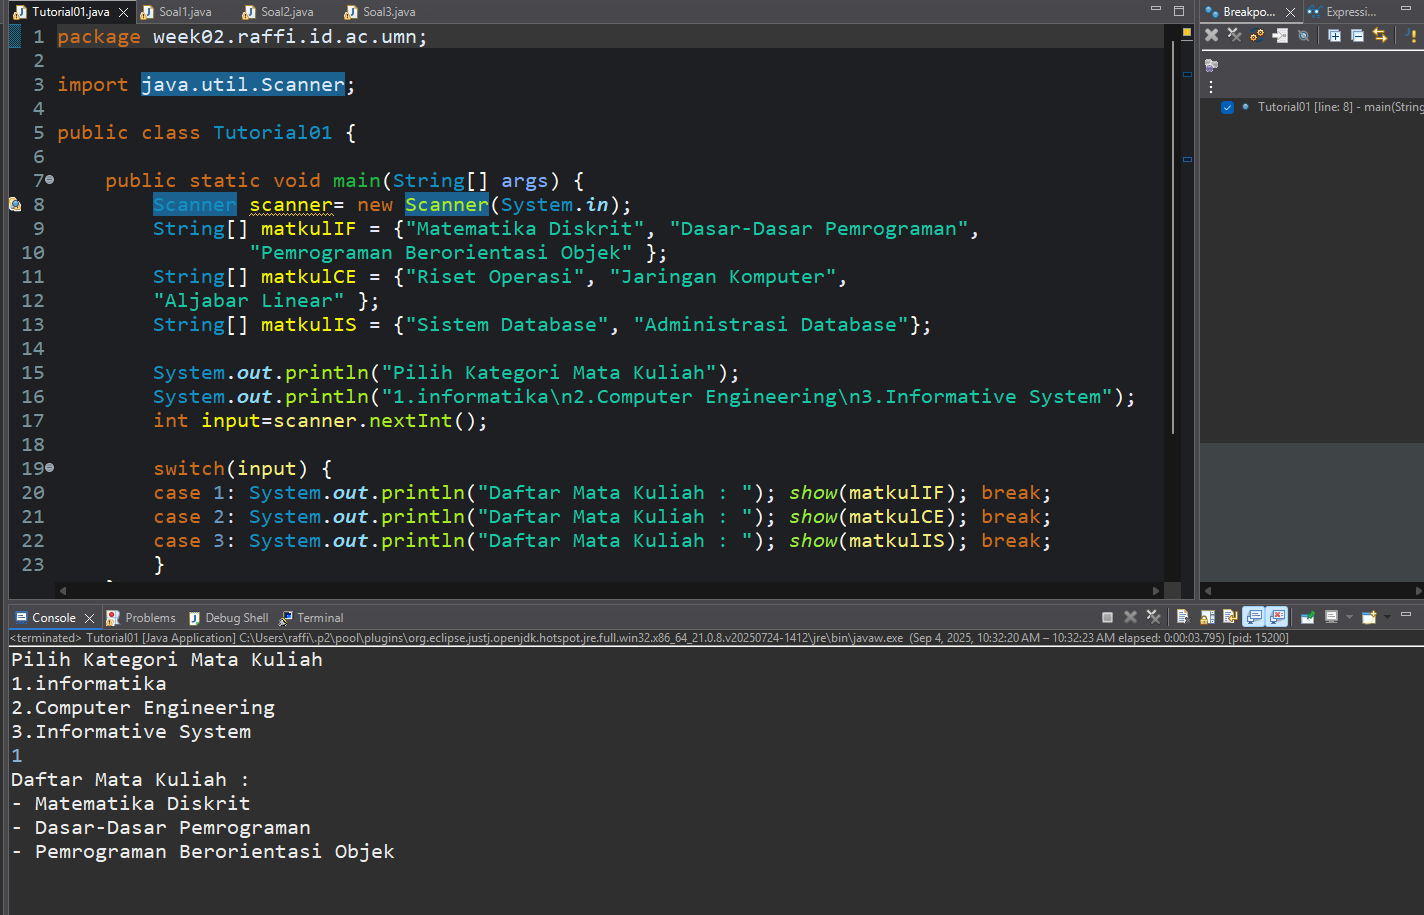 Tutorial01.java
Soal1.java
Soal2.java
Soal3.java
1 package week02.raffi.id.ac.umn;
2
3 import java.util.Scanner;
4
5 public class Tutorial01 {
6
7 public static void main(String[] args) {
8 Scanner scanner= new Scanner(System.in);
9 String[] matkulIF = {"Matematika Diskrit", "Dasar-Dasar Pemrograman",
10 "Pemrograman Berorientasi Objek" };
11 String[] matkulCE = {"Riset Operasi", "Jaringan Komputer",
12 "Aljabar Linear" };
13 String[] matkulIS = {"Sistem Database", "Administrasi Database"};
14
15 System.out.println("Pilih Kategori Mata Kuliah");
16 System.out.println("1.informatika\n2.Computer Engineering\n3.Informative System");
17 int input=scanner.nextInt();
18
19 switch(input) {
20 case 1: System.out.println("Daftar Mata Kuliah : "); show(matkulIF); break;
21 case 2: System.out.println("Daftar Mata Kuliah : "); show(matkulCE); break;
22 case 3: System.out.println("Daftar Mata Kuliah : "); show(matkulIS); break;
23 }
Breakpo...
Expressi...
Tutorial01 [line: 8] - main(String
Console
Problems
Debug Shell
Terminal
<terminated> Tutorial01 [Java Application] C:\Users\raffi\.p2\pool\plugins\org.eclipse.justj.openjdk.hotspot.jre.full.win32.x86_64_21.0.8.v20250724-1412\jre\bin\javaw.exe (Sep 4, 2025, 10:32:20 AM – 10:32:23 AM elapsed: 0:00:03.795) [pid: 15200]
Pilih Kategori Mata Kuliah
1.informatika
2.Computer Engineering
3.Informative System
1
Daftar Mata Kuliah :
- Matematika Diskrit
- Dasar-Dasar Pemrograman
- Pemrograman Berorientasi Objek